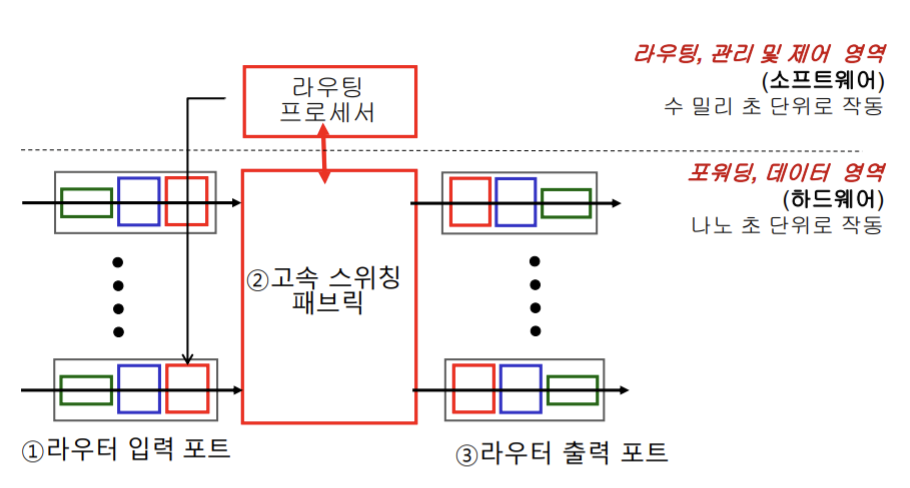 라우팅, 관리 및 제어 영역
(소프트웨어)
수 밀리 초 단위로 작동
라우팅
프로세서
포워딩, 데이터 영역
(하드웨어)
나노 초 단위로 작동
②고속 스위칭
패브릭
①라우터 입력 포트
③라우터 출력 포트